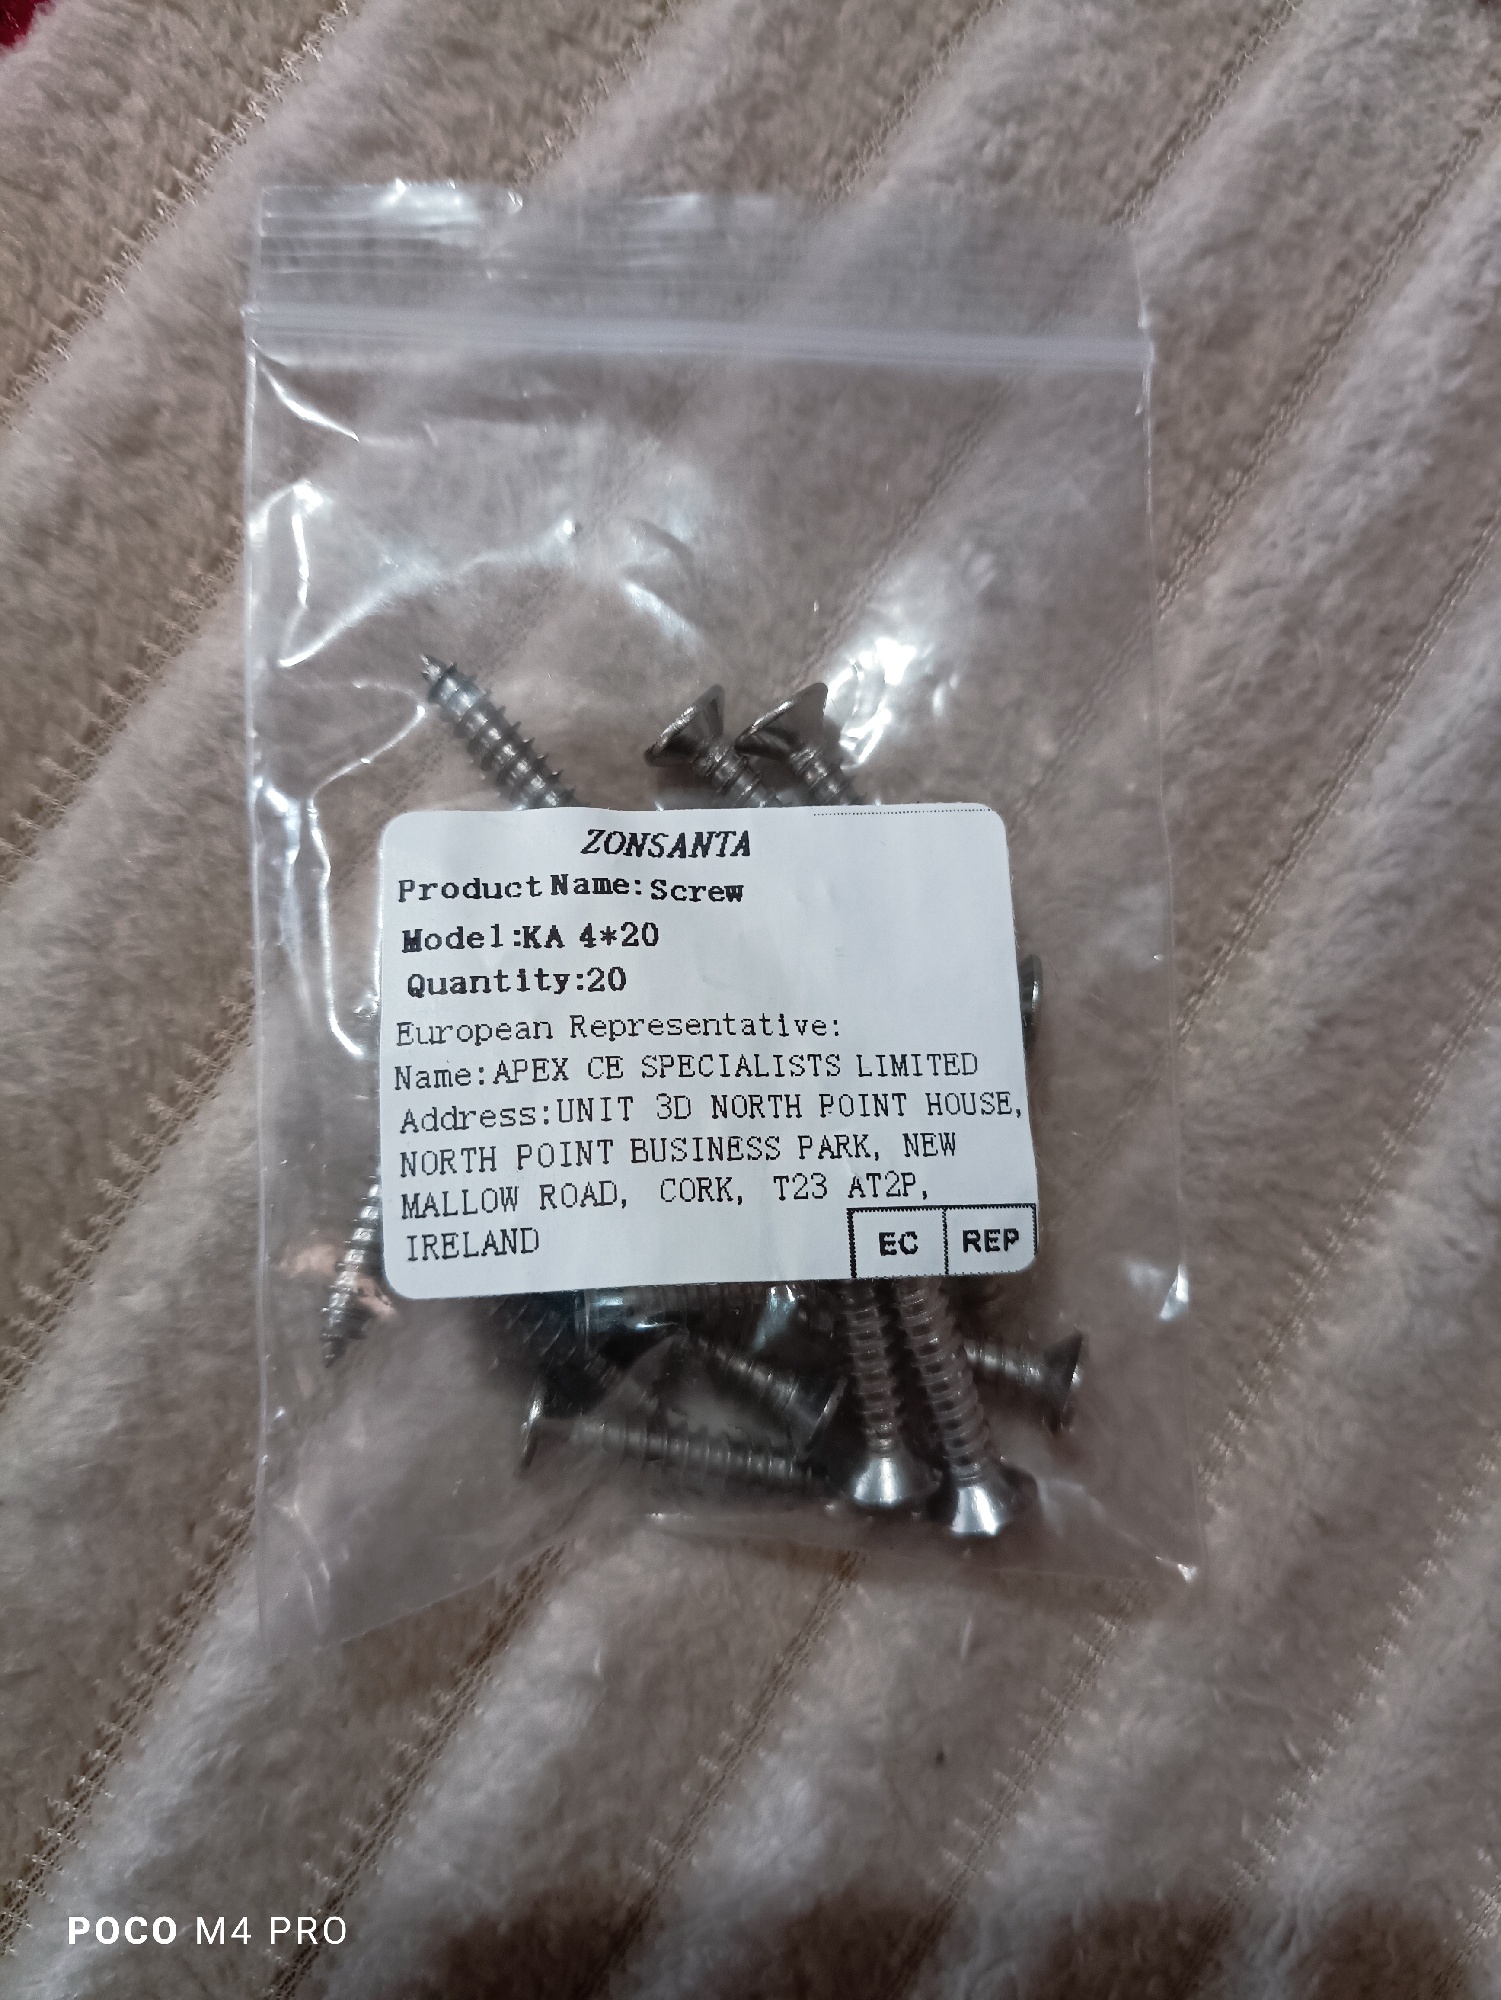 ZONSANTA
Product Name:Screw
Model:KA 4*20
Quantity:20
European Representative:
Name:APEX CE SPECIALISTS LIMITED
Address:UNIT 3D NORTH POINT HOUSE,
NORTH POINT BUSINESS PARK, NEW
MALLOW ROAD, CORK, T23 AT2P,
IRELAND
EC REP
POCO M4 PRO